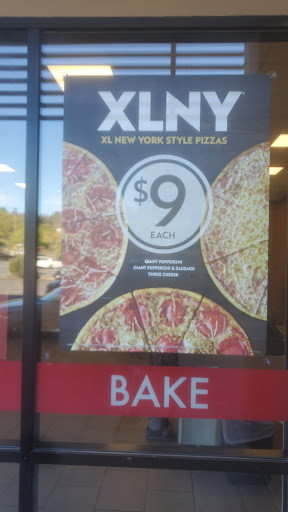 XLNY
XL NEW YORK STYLE PIZZAS
$9
EACH
GIANT PEPPERONI
GIANT PEPPERONI & SAUSAGE
THREE CHEESE
BAKE